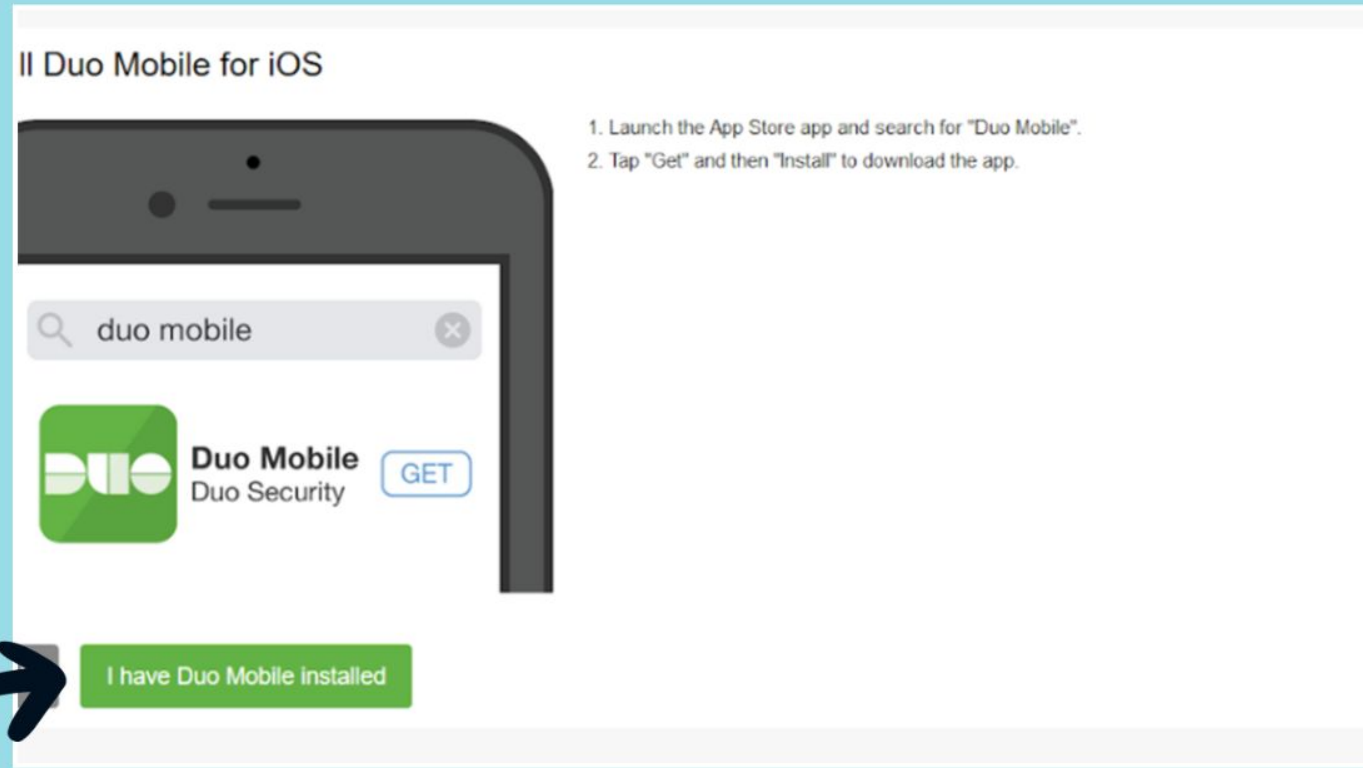 ll Duo Mobile for iOS
1. Launch the App Store app and search for "Duo Mobile".
2. Tap "Get" and then "Install" to download the app.
duo mobile
DUO
Duo Mobile
GET
Duo Security
I have Duo Mobile installed